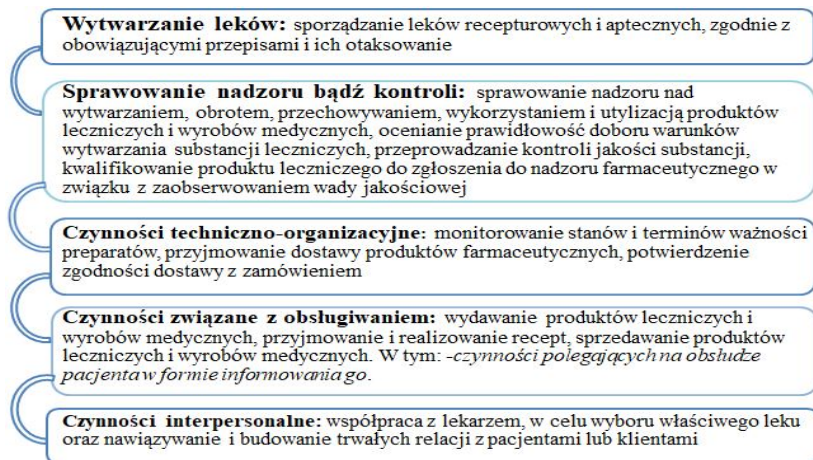 Wytwarzanie leków: sporządzanie leków recepturowych i aptecznych, zgodnie z
obowiązującymi przepisami i ich otaksowanie
Sprawowanie nadzoru bądź kontroli: sprawowanie nadzoru nad
wytwarzaniem, obrotem, przechowywaniem, wykorzystaniem i utylizacją produktów
leczniczych i wyrobów medycznych, ocenianie prawidłowość doboru warunków
wytwarzania substancji leczniczych, przeprowadzanie kontroli jakości substancji,
kwalifikowanie produktu leczniczego do zgłoszenia do nadzoru farmaceutycznego w
związku z zaobserwowaniem wady jakościowej
Czynności techniczno-organizacyjne: monitorowanie stanów i terminów ważności
preparatów, przyjmowanie dostawy produktów farmaceutycznych, potwierdzenie
zgodności dostawy z zamówieniem
Czynności związane z obsługiwaniem: wydawanie produktów leczniczych i
wyrobów medycznych, przyjmowanie i realizowanie recept, sprzedawanie produktów
leczniczych i wyrobów medycznych. W tym: -czynności polegających na obsłudze
pacjenta w formie informowania go.
Czynności interpersonalne: współpraca z lekarzem, w celu wyboru właściwego leku
oraz nawiązywanie i budowanie trwałych relacji z pacjentami lub klientami